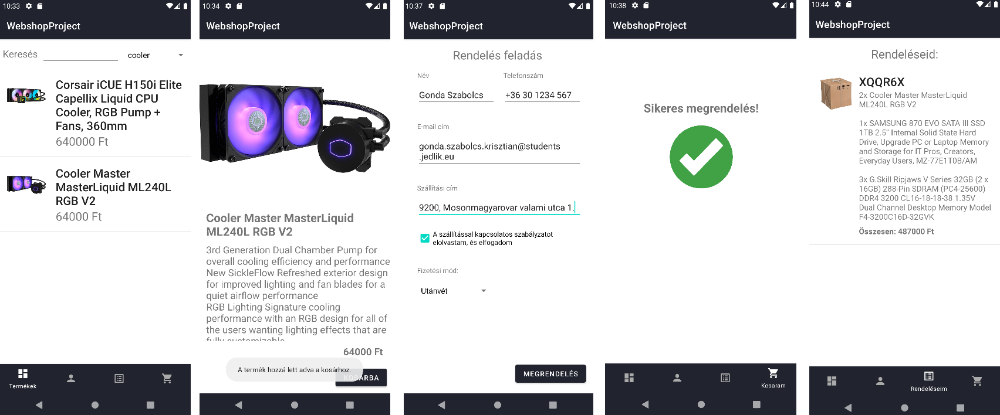 10:33
WebshopProject
Keresés
cooler
Corsair iCUE H150i Elite
Capellix Liquid CPU
Cooler, RGB Pump +
Fans, 360mm
640000 Ft
Cooler Master
MasterLiquid ML240L
RGB V2
64000 Ft
Termékek
10:34
WebshopProject
Cooler Master MasterLiquid
ML240L RGB V2
3rd Generation Dual Chamber Pump for
overall cooling efficiency and performance
New SickleFlow Refreshed exterior design
for improved lighting and fan blades for a
quiet airflow performance
RGB Lighting Signature cooling
performance with an RGB design for all of
the users wanting lighting effects that are
fully customizable
64000 Ft
A termék hozzá lett adva a kosárhoz.
KOSÁRBA
10:37
WebshopProject
Rendelés feladás
Név
Telefonszám
Gonda Szabolcs
+36 30 1234 567
E-mail cím
gonda.szabolcs.krisztian@students
.jedlik.eu
Szállítási cím
9200, Mosonmagyarovar valami utca 1.
A szállítással kapcsolatos szabályzatot
elolvastam, és elfogadom
Fizetési mód:
Utánvét
MEGRENDELÉS
10:38
WebshopProject
Sikeres megrendelés!
Kosaram
10:44
WebshopProject
Rendeléseid:
XQQR6X
2x Cooler Master MasterLiquid
ML240L RGB V2
1x SAMSUNG 870 EVO SATA III SSD
1TB 2.5” Internal Solid State Hard
Drive, Upgrade PC or Laptop Memory
and Storage for IT Pros, Creators,
Everyday Users, MZ-77E1T0B/AM
3x G.Skill Ripjaws V Series 32GB (2 x
16GB) 288-Pin SDRAM (PC4-25600)
DDR4 3200 CL16-18-18-38 1.35V
Dual Channel Desktop Memory Model
F4-3200C16D-32GVK
Összesen: 487000 Ft
Rendeléseim